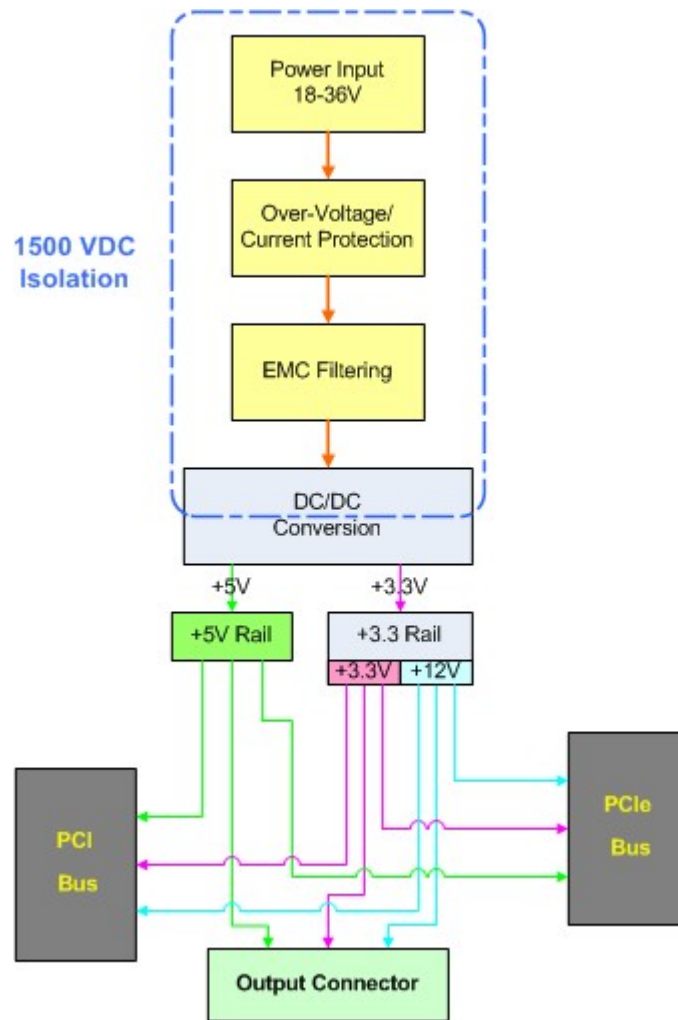 Power Input
18-36V
Over-Voltage/
Current Protection
1500 VDC
Isolation
EMC Filtering
DC/DC
Conversion
+5V
+3.3V
+5V Rail
+3.3 Rail
+3.3V
+12V
PCI
Bus
PCIe
Bus
Output Connector